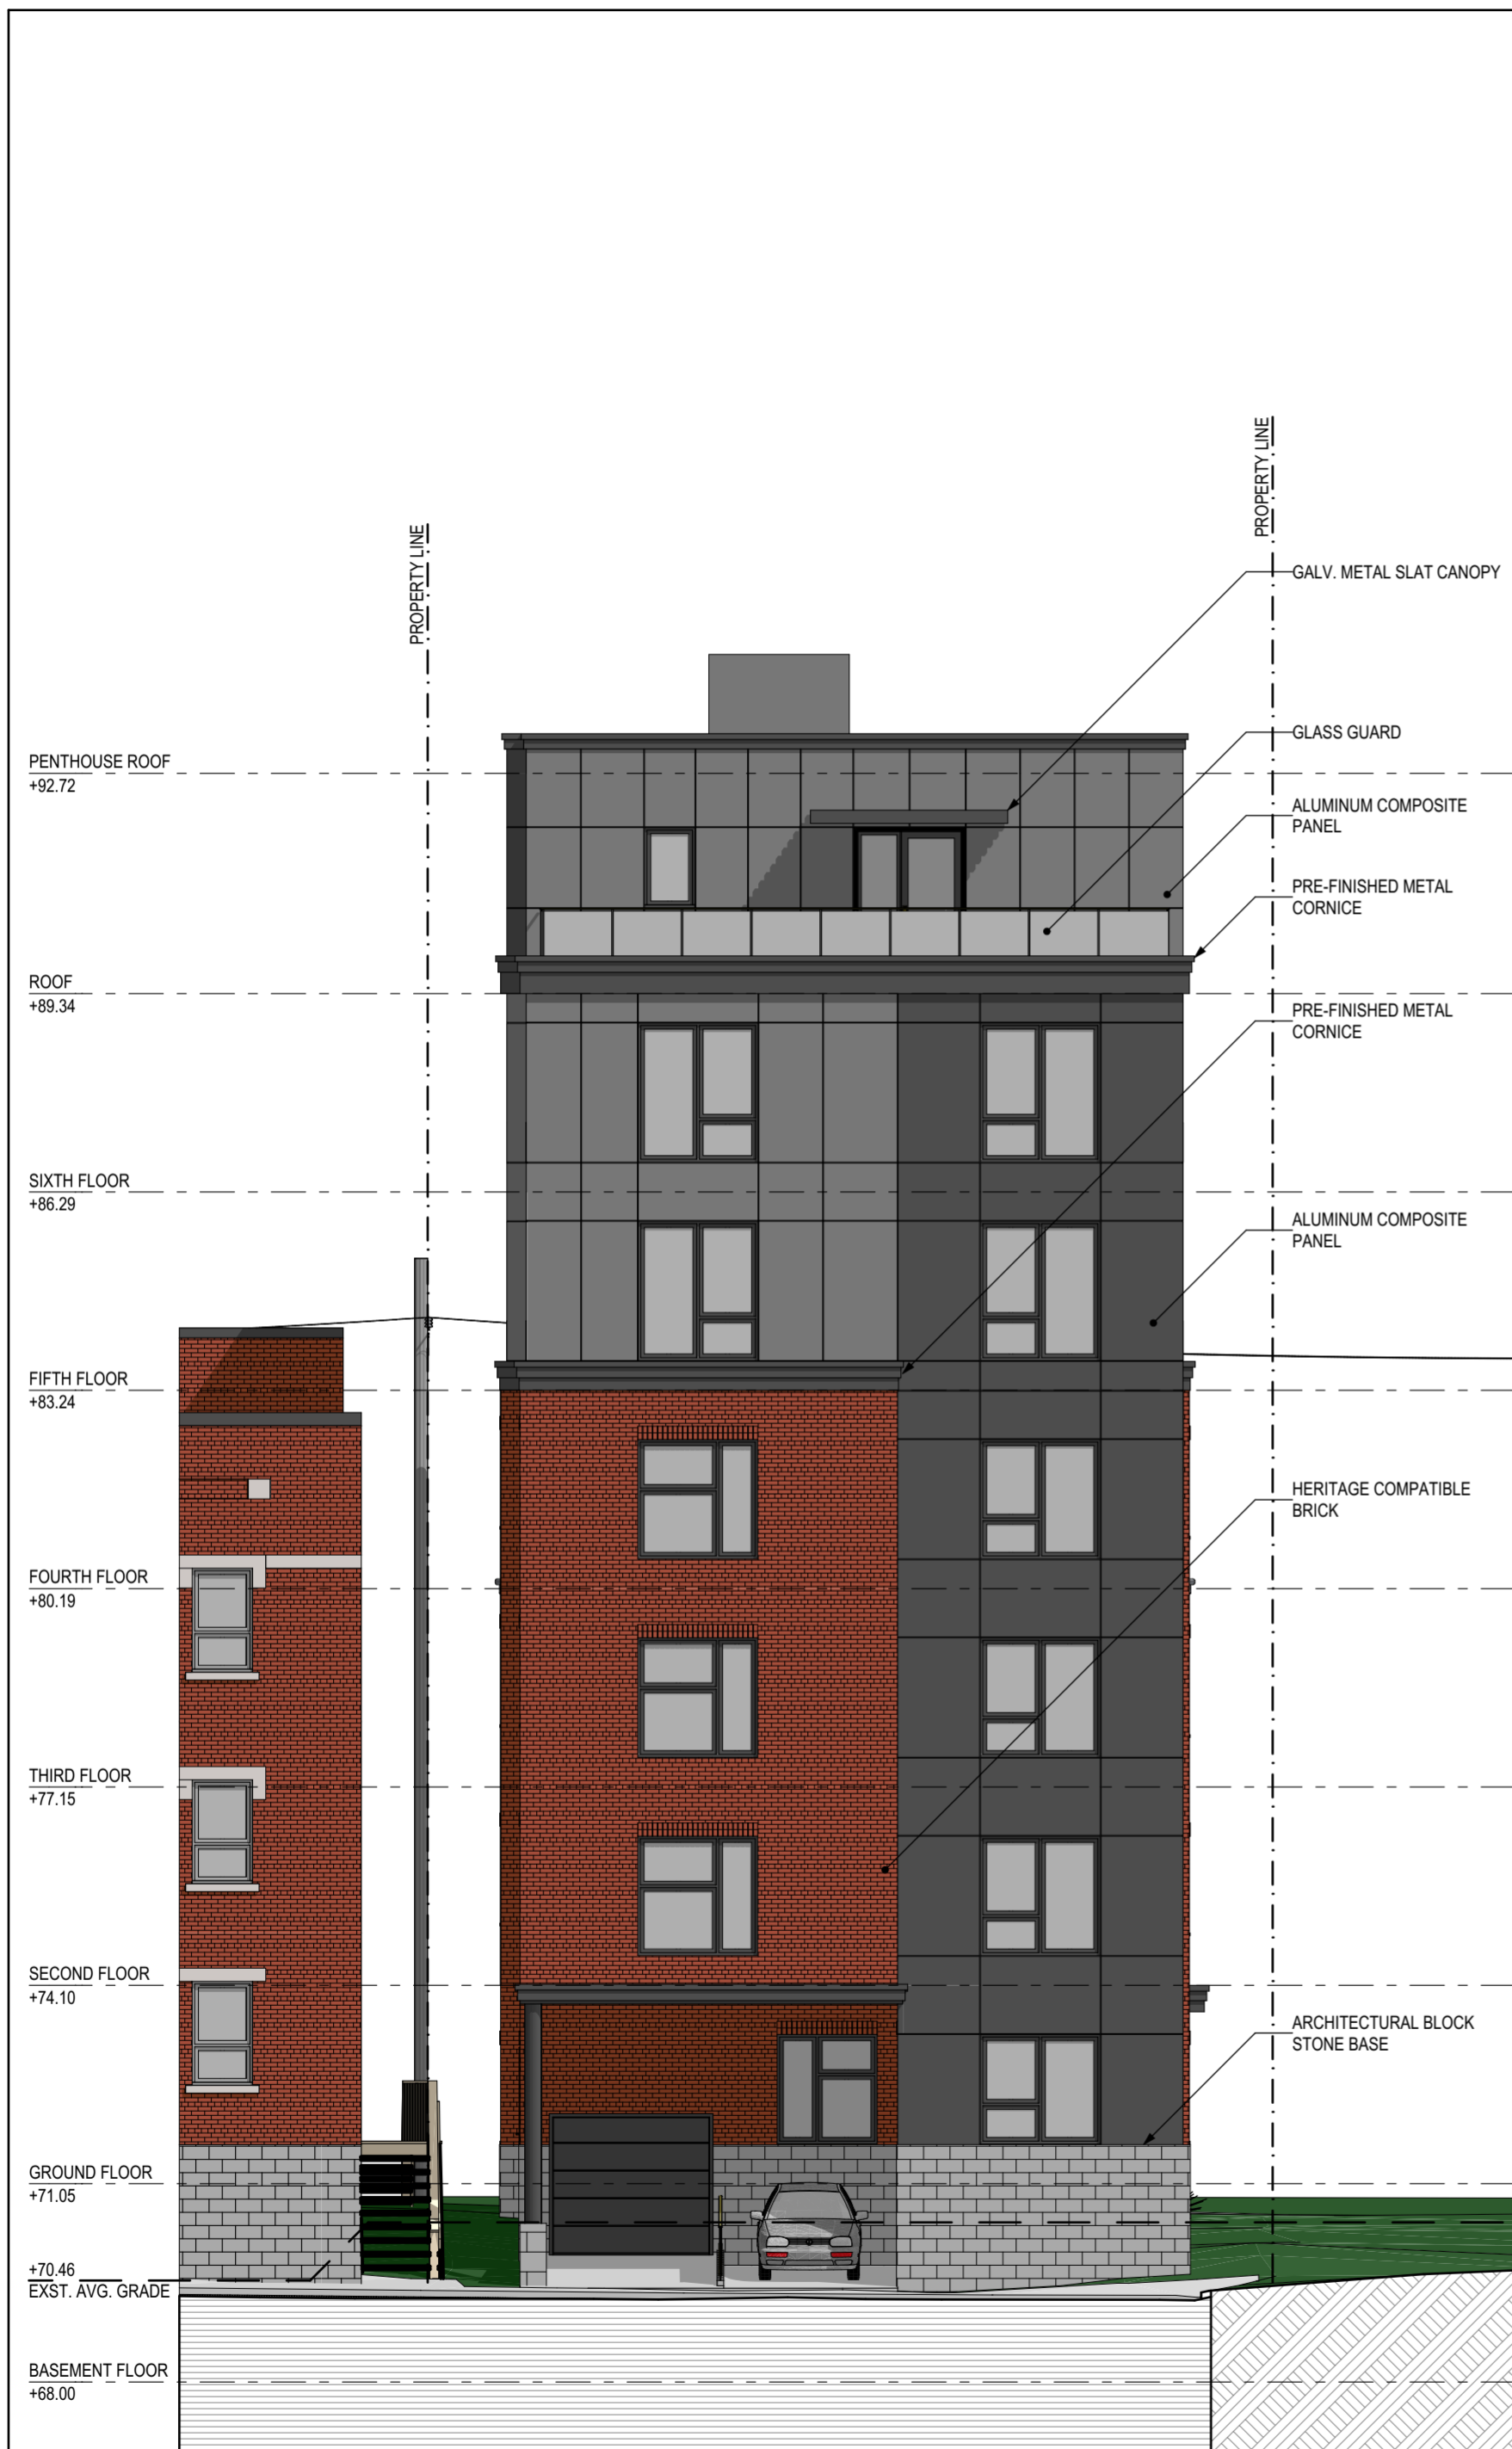 PROPERTY LINE
PROPERTY LINE
GALV. METAL SLAT CANOPY
GLASS GUARD
PENTHOUSE ROOF
+92.72
ALUMINUM COMPOSITE
PANEL
PRE-FINISHED METAL
CORNICE
ROOF
+89.34
PRE-FINISHED METAL
CORNICE
SIXTH FLOOR
+86.29
ALUMINUM COMPOSITE
PANEL
FIFTH FLOOR
+83.24
HERITAGE COMPATIBLE
BRICK
FOURTH FLOOR
+80.19
THIRD FLOOR
+77.15
SECOND FLOOR
+74.10
ARCHITECTURAL BLOCK
STONE BASE
GROUND FLOOR
+71.05
+70.46
EXST. AVG. GRADE
BASEMENT FLOOR
+68.00